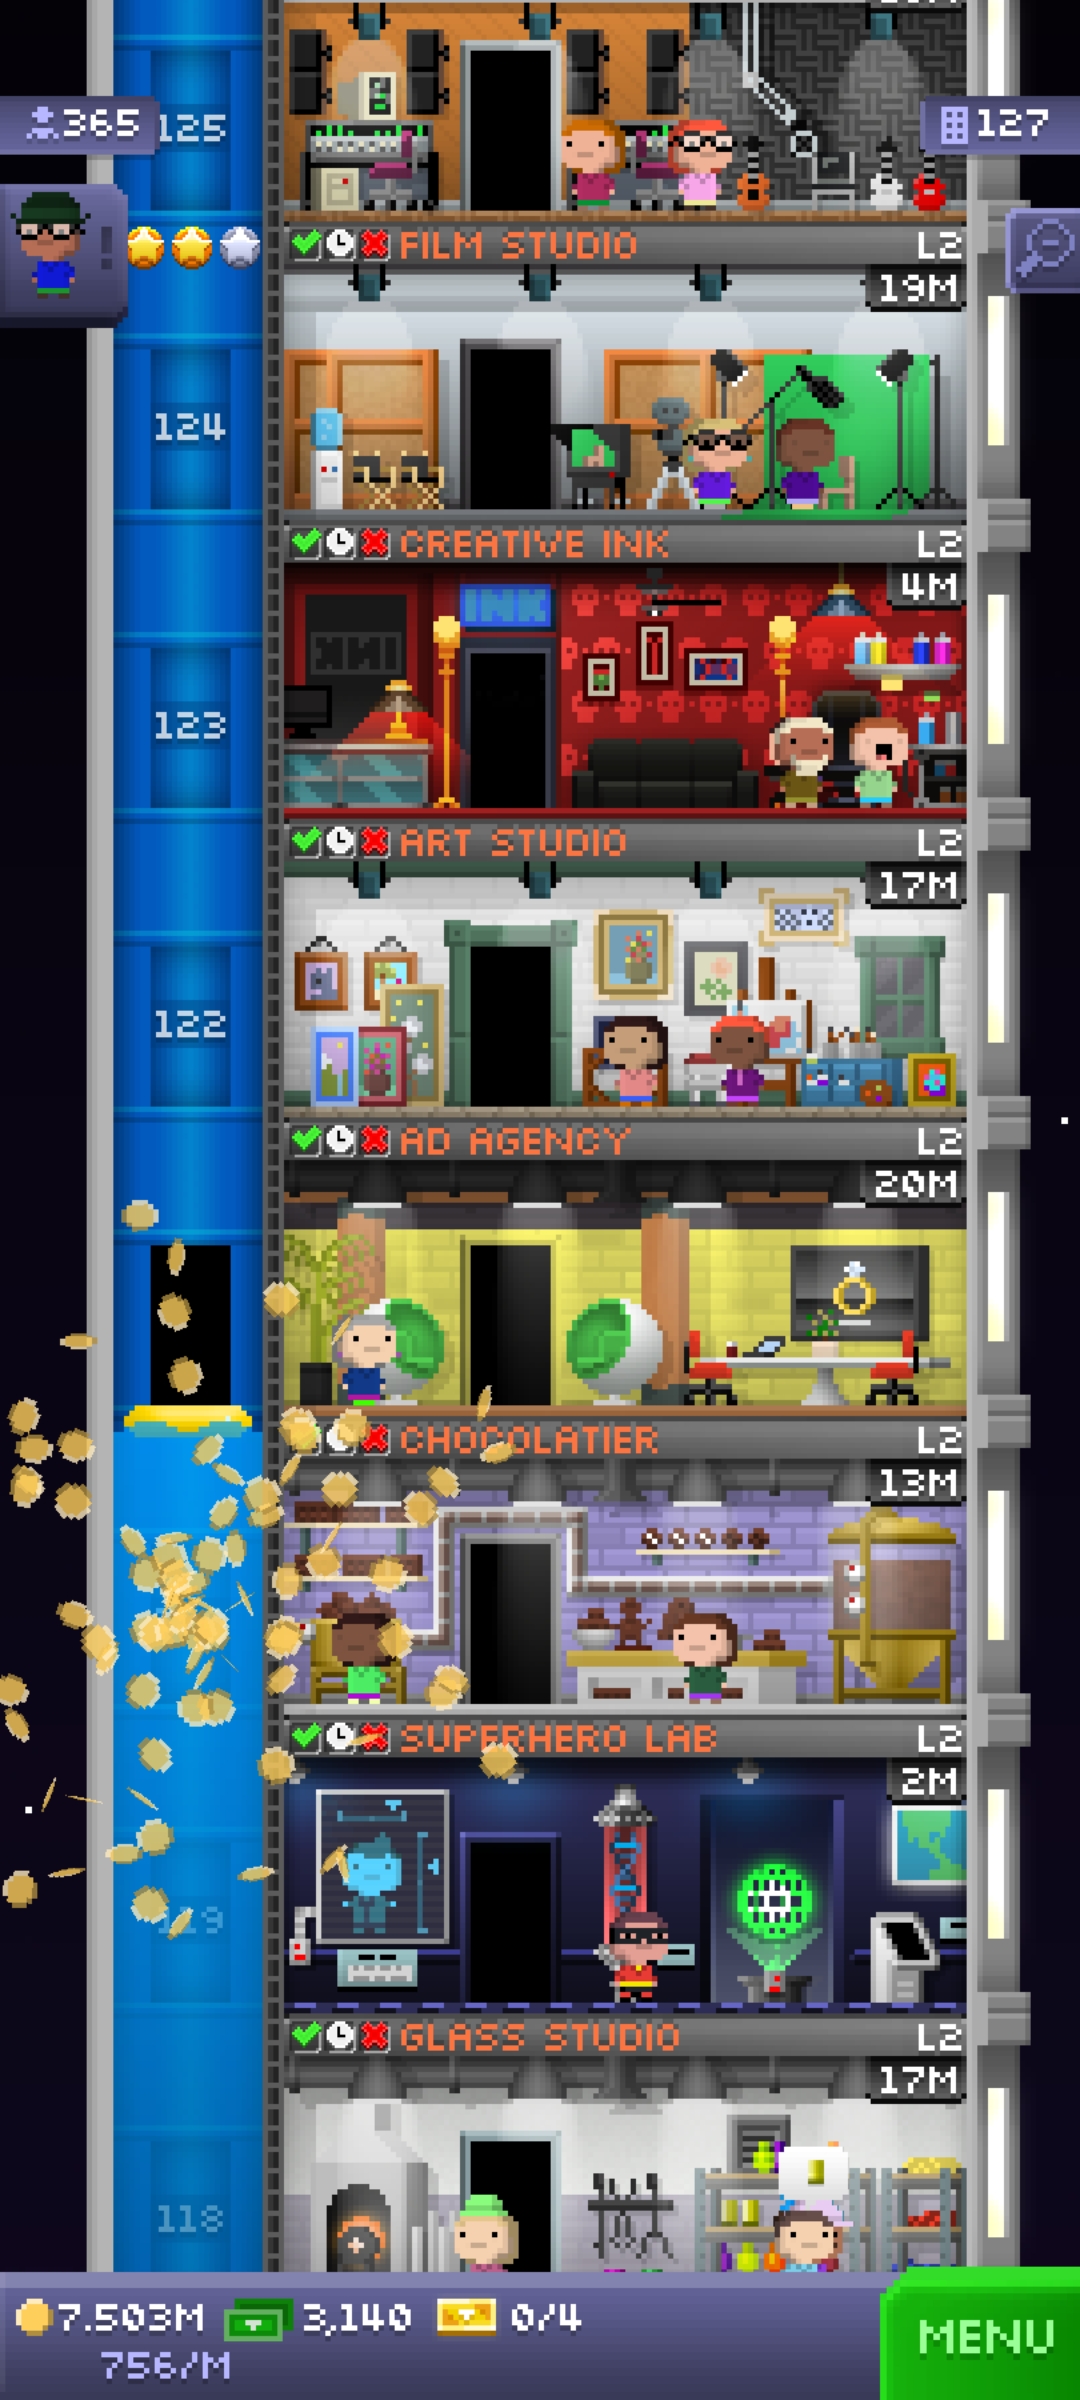 365
125
127
FILM STUDIO L2
19M
124
CREATIVE INK L2
4M
INK
123
ART STUDIO L2
17M
122
AD AGENCY L2
20M
CHOCOLATIER L2
13M
SUPERHERO LAB L2
2M
119
GLASS STUDIO L2
17M
118
7.503M 3,140 0/4
756/M
MENU